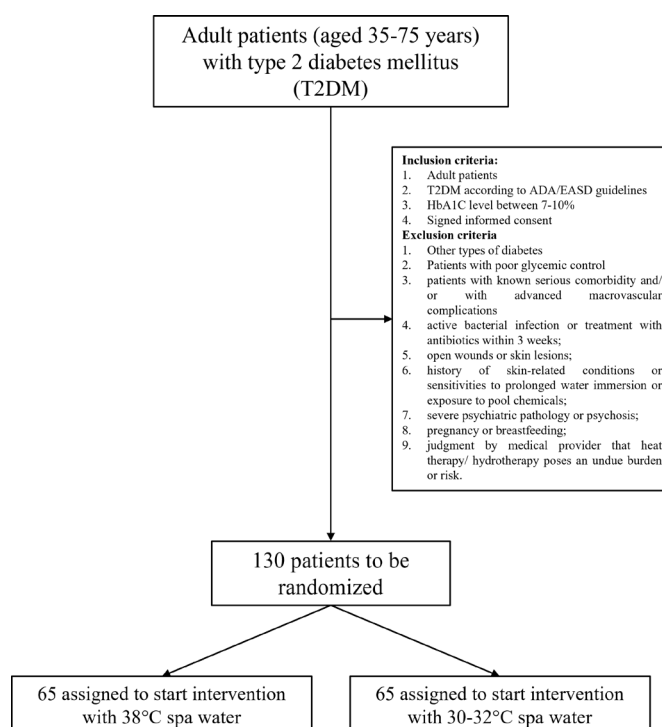 Adult patients (aged 35-75 years)
with type 2 diabetes mellitus
(T2DM)
Inclusion criteria:
1. Adult patients
2. T2DM according to ADA/EASD guidelines
3. HbA1C level between 7-10%
4. Signed informed consent
Exclusion criteria
1. Other types of diabetes
2. Patients with poor glycemic control
3. patients with known serious comorbidity and/
or with advanced macrovascular
complications
4. active bacterial infection or treatment with
antibiotics within 3 weeks;
5. open wounds or skin lesions;
6. history of skin-related conditions or
sensitivities to prolonged water immersion or
exposure to pool chemicals;
7. severe psychiatric pathology or psychosis;
8. pregnancy or breastfeeding;
9. judgment by medical provider that heat
therapy/ hydrotherapy poses an undue burden
or risk.
130 patients to be
randomized
65 assigned to start intervention
with 38°C spa water
65 assigned to start intervention
with 30-32°C spa water